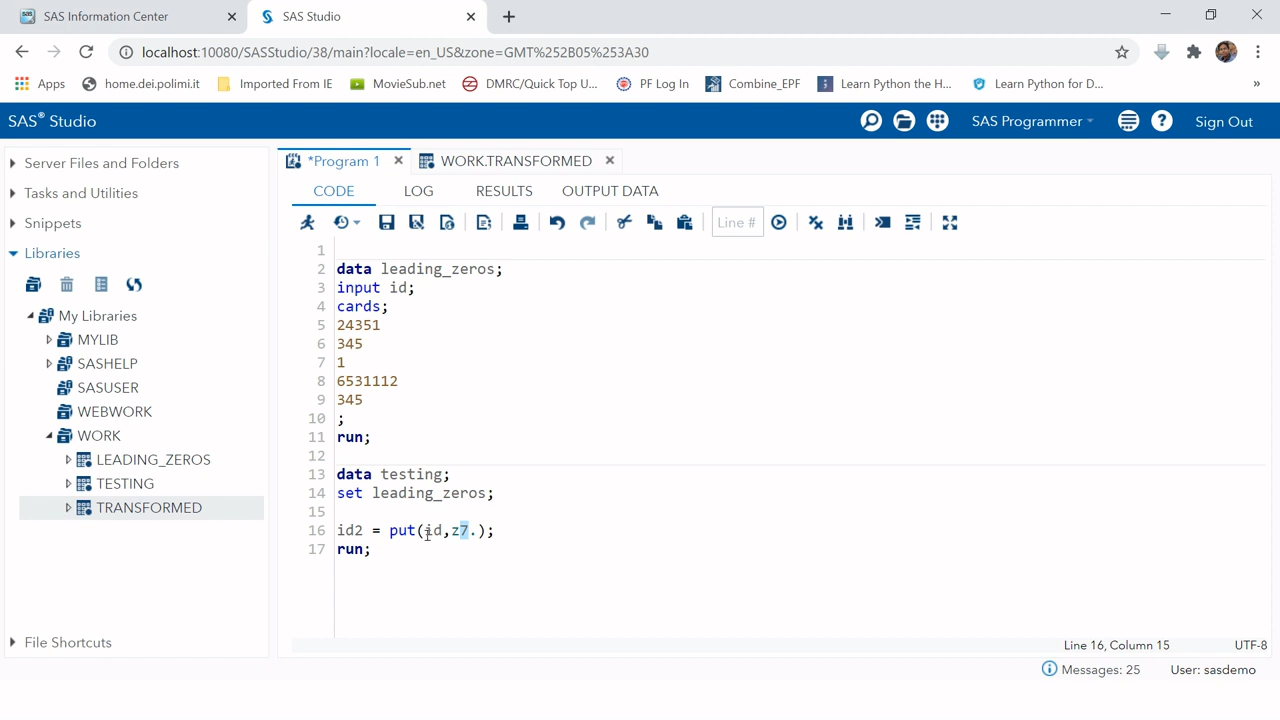 SAS Information Center
SAS Studio
localhost:10080/SASStudio/38/main?locale=en_US&zone=GMT%252B05%253A30
Apps home.dei.polimi.it Imported From IE MovieSub.net DMRC/Quick Top U... PF Log In Combine_EPF Learn Python the H... Learn Python for D... »
SAS® Studio
SAS Programmer
Sign Out
Server Files and Folders
Tasks and Utilities
Snippets
Libraries
My Libraries
MYLIB
SASHELP
SASUSER
WEBWORK
WORK
LEADING_ZEROS
TESTING
TRANSFORMED
File Shortcuts
*Program 1
WORK.TRANSFORMED
CODE LOG RESULTS OUTPUT DATA
Line #
1
2 data leading_zeros;
3 input id;
4 cards;
5 24351
6 345
7 1
8 6531112
9 345
10 ;
11 run;
12
13 data testing;
14 set leading_zeros;
15
16 id2 = put(id,z7.);
17 run;
Line 16, Column 15
UTF-8
Messages: 25
User: sasdemo